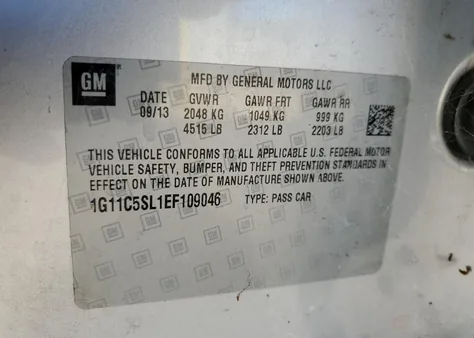 GM
MFD BY GENERAL MOTORS LLC
DATE GVWR GAWR FRT GAWR RR
09/13 2048 KG 1049 KG 999 KG
4515 LB 2312 LB 2203 LB
THIS VEHICLE CONFORMS TO ALL APPLICABLE U.S. FEDERAL MOTOR
VEHICLE SAFETY, BUMPER, AND THEFT PREVENTION STANDARDS IN
EFFECT ON THE DATE OF MANUFACTURE SHOWN ABOVE.
1G11C5SL1EF109046 TYPE: PASS CAR